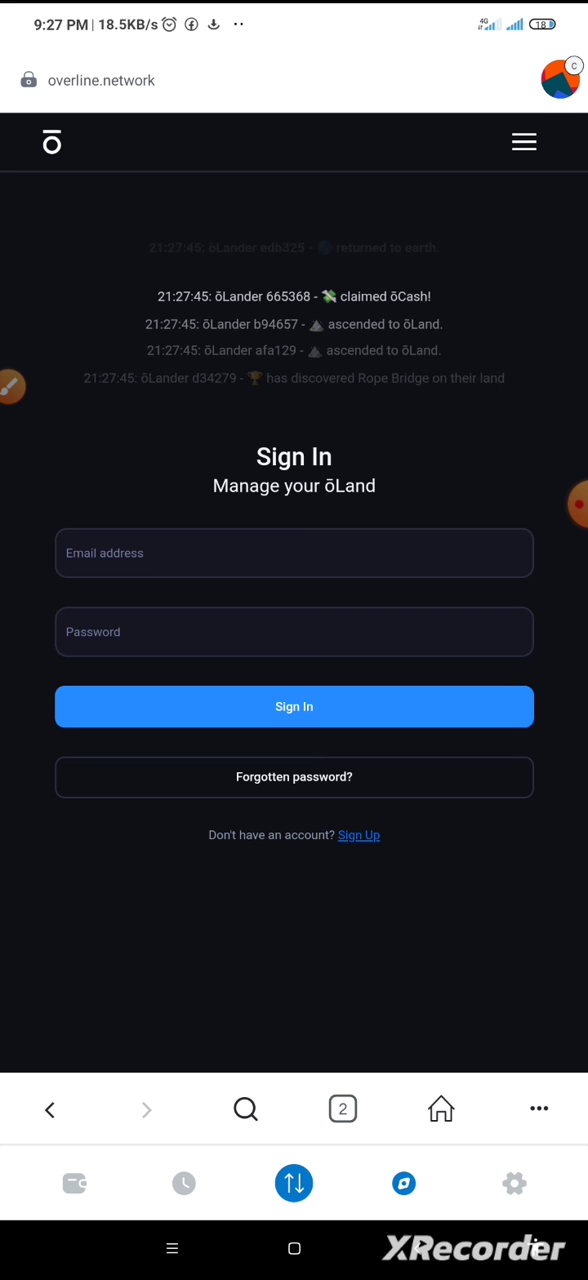 9:27 PM | 18.5KB/s
4G
18
overline.network
C
ō
21:27:45: ōLander edb325 - 🌏 returned to earth.
21:27:45: ōLander 665368 - 💸 claimed ōCash!
21:27:45: ōLander b94657 - ⛰️ ascended to ōLand.
21:27:45: ōLander afa129 - ⛰️ ascended to ōLand.
21:27:45: ōLander d34279 - 🏆 has discovered Rope Bridge on their land
Sign In
Manage your ōLand
Email address
Password
Sign In
Forgotten password?
Don't have an account? Sign Up
2
XRecorder